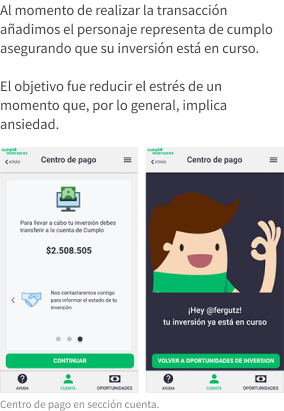 Al momento de realizar la transacción
añadimos el personaje representa de cumplo
asegurando que su inversión está en curso.
El objetivo fue reducir el estrés de un
momento que, por lo general, implica
ansiedad.
cumplo
inversores
ATRÁS
Centro de pago
Para llevar a cabo tu inversión debes
transferir a la cuenta de Cumplo
$2.508.505
Nos contactaremos contigo
para informar el estado de tu
inversión
CONTINUAR
AYUDA
CUENTA
OPORTUNIDADES
cumplo
inversores
ATRÁS
Centro de pago
¡Hey @fergutz!
tu inversión ya está en curso
VOLVER A OPORTUNIDADES DE INVERSION
AYUDA
CUENTA
OPORTUNIDADES
Centro de pago en sección cuenta.